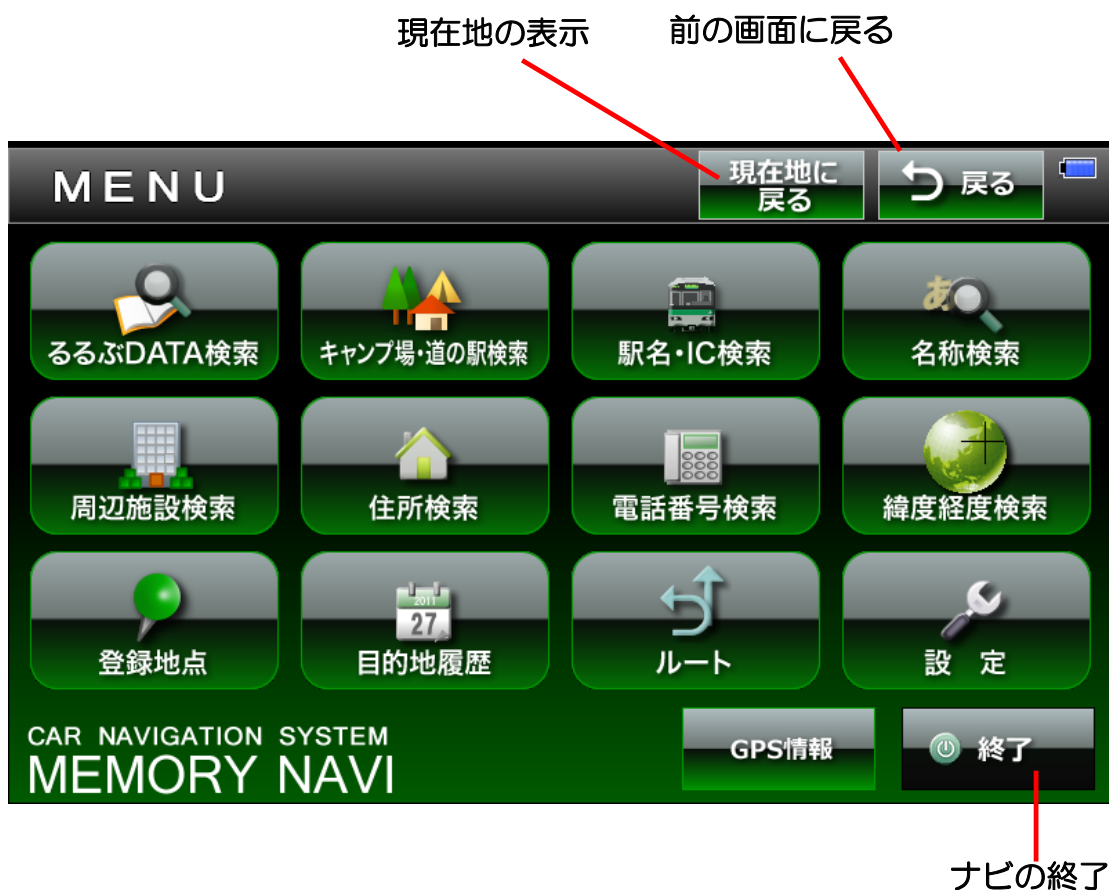 現在地の表示
前の画面に戻る
MENU
現在地に
戻る
戻る
るるぶDATA検索
キャンプ場・道の駅検索
駅名・IC検索
あ
名称検索
周辺施設検索
住所検索
電話番号検索
緯度経度検索
登録地点
2011
27
目的地履歴
ルート
設 定
CAR NAVIGATION SYSTEM
MEMORY NAVI
GPS情報
終了
ナビの終了